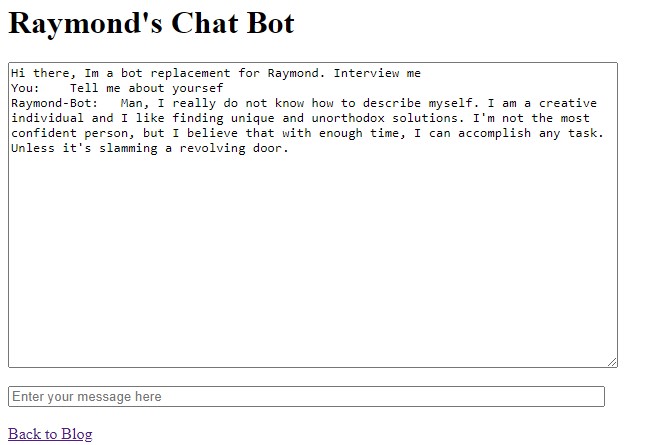 Raymond's Chat Bot
Hi there, Im a bot replacement for Raymond. Interview me
You:    Tell me about yoursef
Raymond-Bot:   Man, I really do not know how to describe myself. I am a creative
individual and I like finding unique and unorthodox solutions. I'm not the most
confident person, but I believe that with enough time, I can accomplish any task.
Unless it's slamming a revolving door.
Enter your message here
Back to Blog